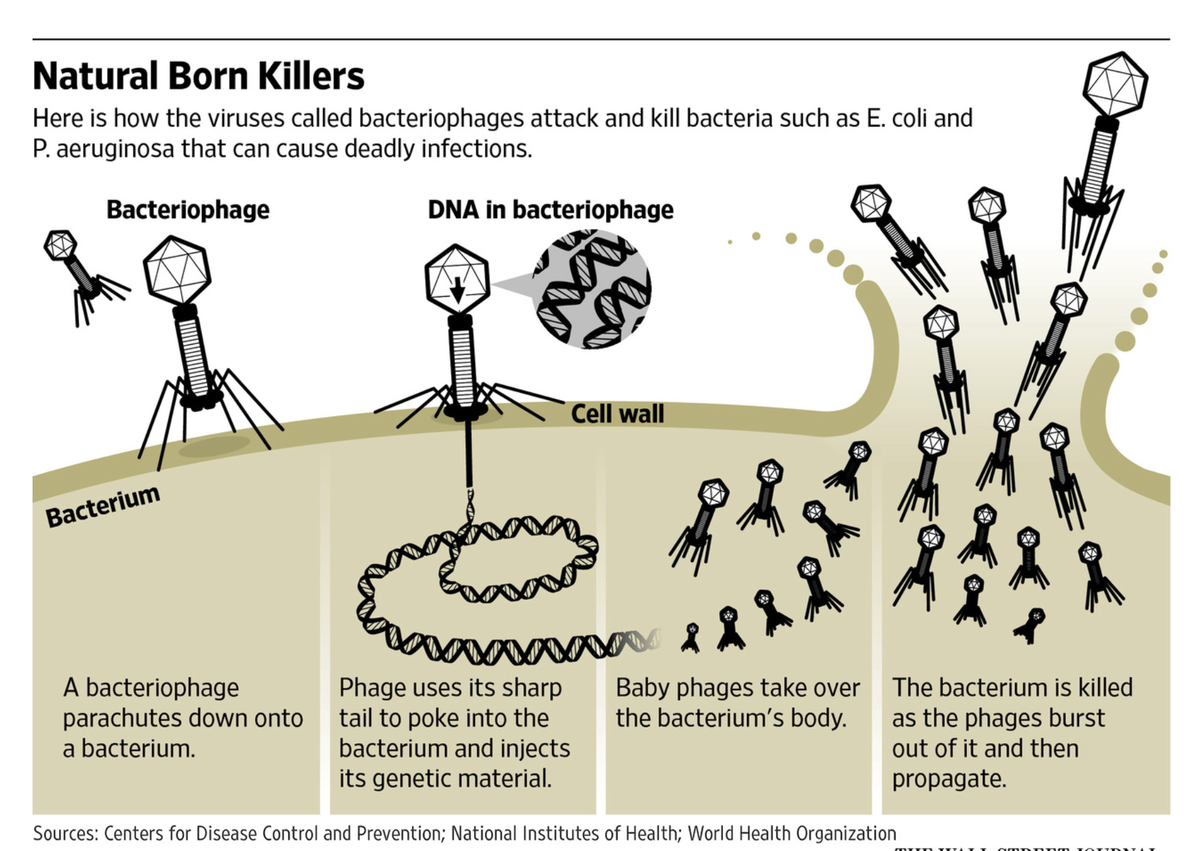 Natural Born Killers
Here is how the viruses called bacteriophages attack and kill bacteria such as E. coli and
P. aeruginosa that can cause deadly infections.
Bacteriophage
DNA in bacteriophage
Cell wall
Bacterium
A bacteriophage
parachutes down onto
a bacterium.
Phage uses its sharp
tail to poke into the
bacterium and injects
its genetic material.
Baby phages take over
the bacterium's body.
The bacterium is killed
as the phages burst
out of it and then
propagate.
Sources: Centers for Disease Control and Prevention; National Institutes of Health; World Health Organization
THE WALL STREET JOURNAL